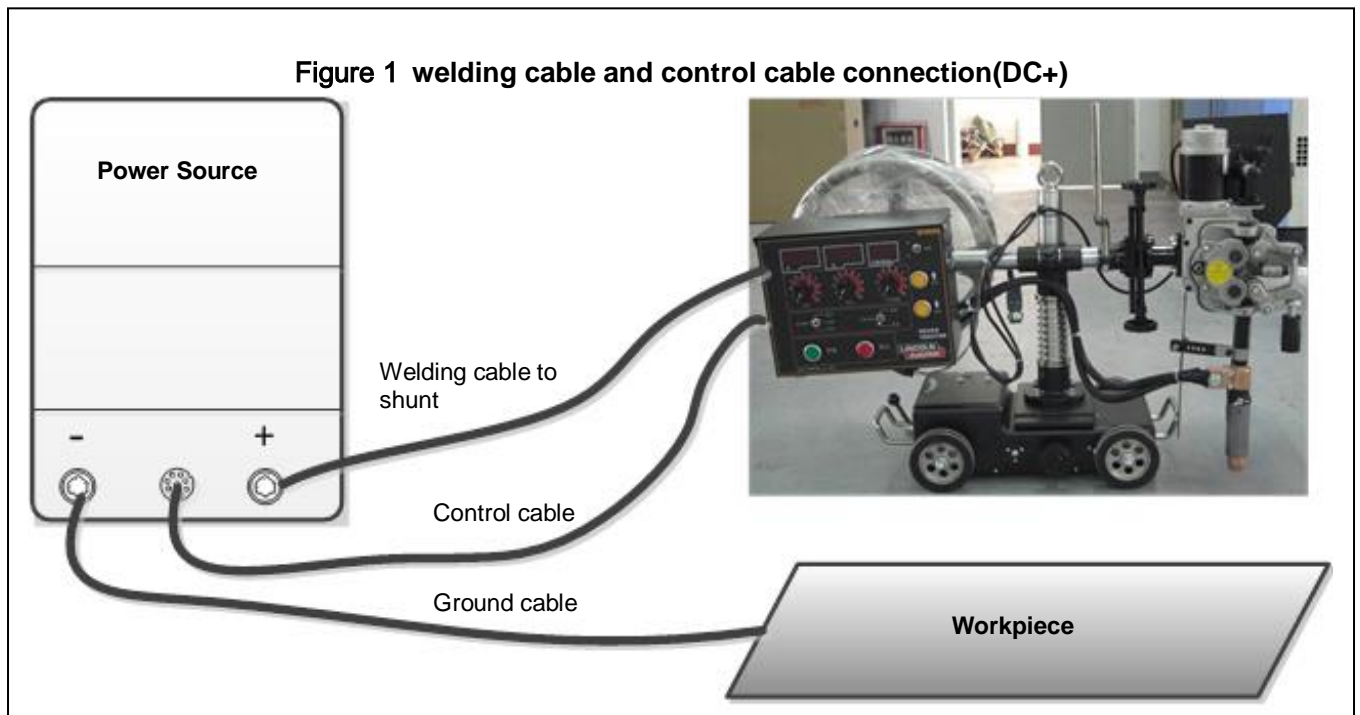 Figure 1 welding cable and control cable connection(DC+)
Power Source
Welding cable to
shunt
- +
Control cable
Ground cable
Workpiece
LINCOLN
ELECTRIC